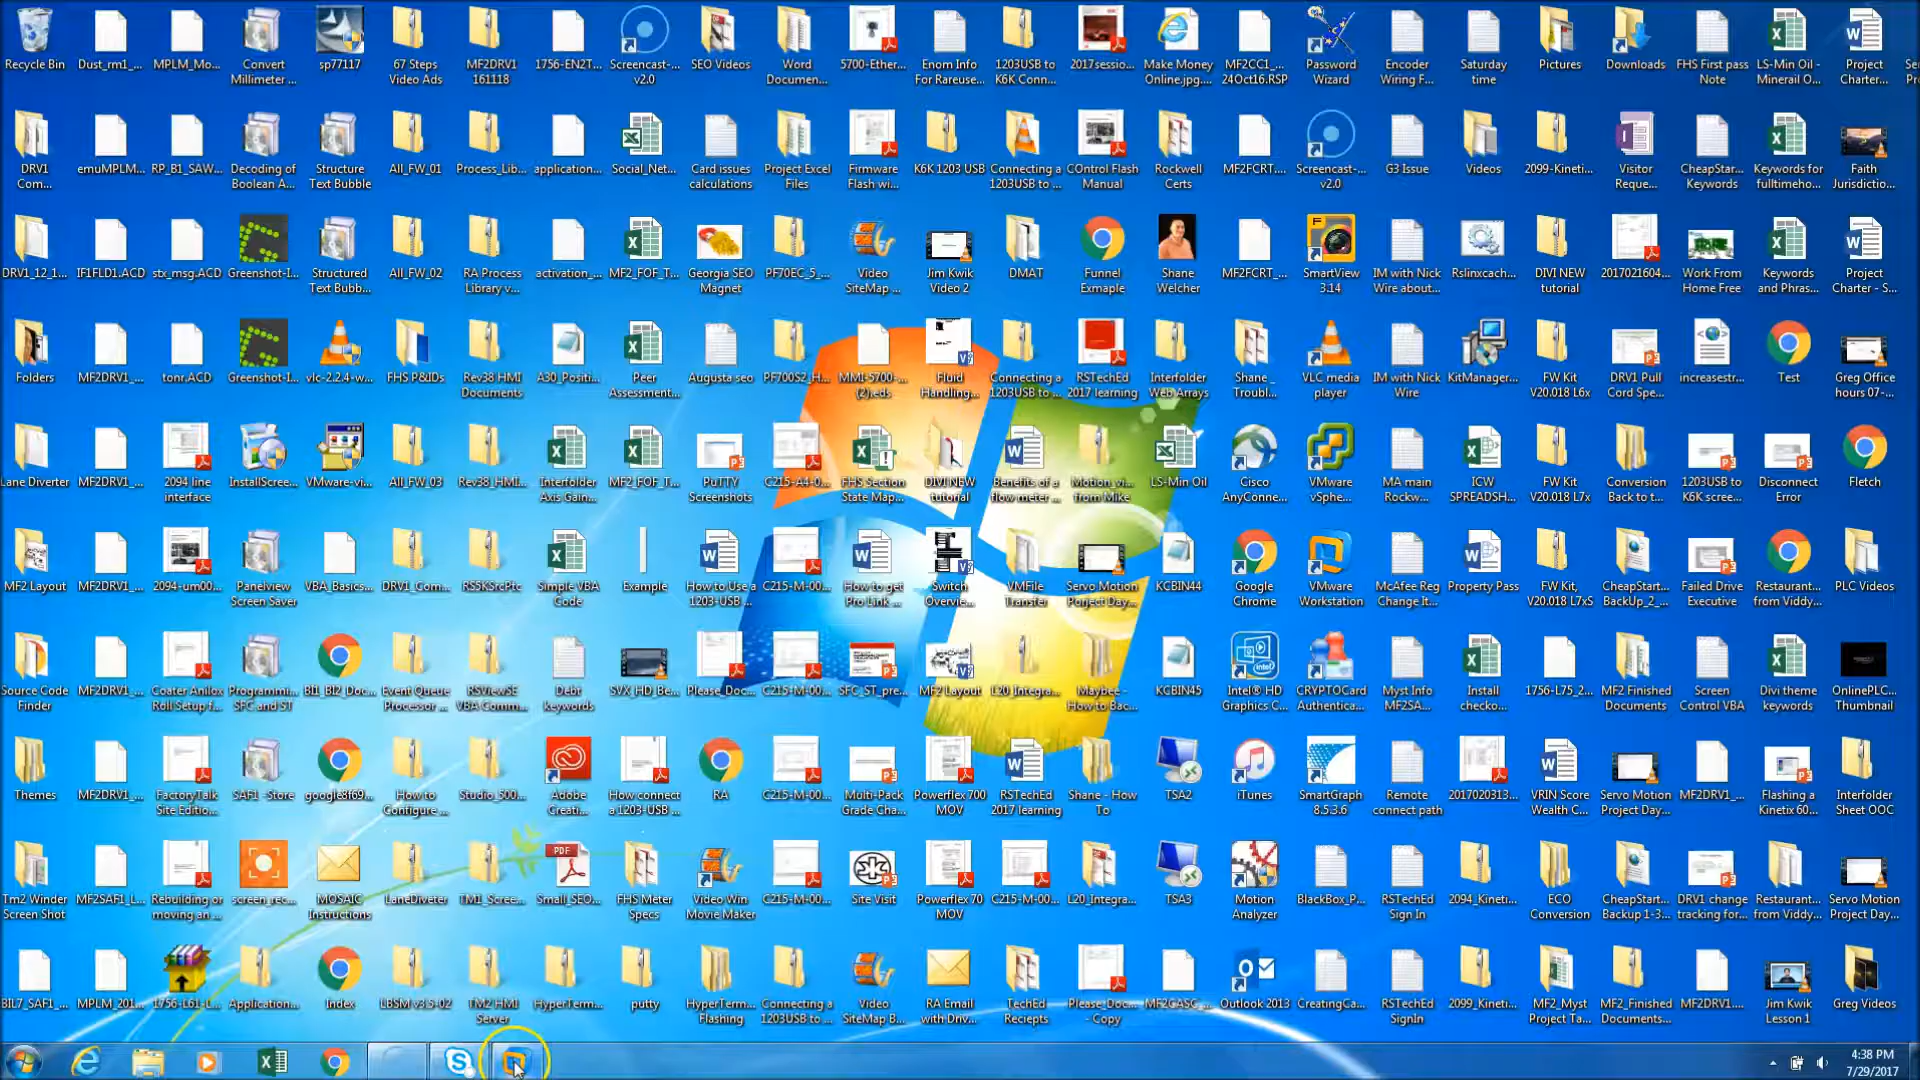 Recycle Bin
Dust_rm1_...
MPLM_Mo...
Convert
Millimeter ...
sp77117
67 Steps
Video Ads
MF2DRV1
161118
1756-EN2T...
Screencast-...
v2.0
SEO Videos
Word
Documen...
5700-Ether...
Enom Info
For Rareuse...
1203USB to
K6K Conn...
2017sessio...
Make Money
Online.jpg....
MF2CC1_...
24Oct16.RSP
Password
Wizard
Encoder
Wiring F...
Saturday
time
Pictures
Downloads
FHS First pass
Note
LS-Min Oil -
Minerail O...
Project
Charter...
DRV1
Com...
emuMPLM...
RP_B1_SAW...
Decoding of
Boolean A...
Structure
Text Bubble
All_FW_01
Process_Lib...
application...
Social_Net...
Card issues
calculations
Project Excel
Files
Firmware
Flash wi...
K6K 1203 USB
Connecting a
1203USB to ...
COntrol Flash
Manual
Rockwell
Certs
MF2FCRT...
Screencast-...
v2.0
G3 Issue
Videos
2099-Kineti...
Visitor
Reque...
CheapStar...
Keywords
Keywords for
fulltimeho...
Faith
Jurisdictio...
DRV1_12_1...
IF1FLD1.ACD
stx_msg.ACD
Greenshot-I...
Structured
Text Bubb...
All_FW_02
RA Process
Library v...
activation_...
MF2_FOF_T...
Georgia SEO
Magnet
PF70EC_5_...
Video
SiteMap ...
Jim Kwik
Video 2
DMAT
Funnel
Exmaple
Shane
Welcher
MF2FCRT_...
SmartView
3.14
IM with Nick
Wire about...
Rslinxcach...
DIVI NEW
tutorial
2017021604...
Work From
Home Free
Keywords
and Phras...
Project
Charter - S...
Folders
MF2DRV1_...
tonr.ACD
Greenshot-I...
vlc-2.2.4-w...
FHS P&IDs
Rev38 HMI
Documents
A30_Positi...
Peer
Assessment...
Augusta seo
PF700S2_H...
MM1-5700-...
(2).eds
Fluid
Handling...
Connecting a
1203USB to ...
RSTechEd
2017 learning
Interfolder
Web Arrays
Shane _
Troubl...
VLC media
player
IM with Nick
Wire
KitManager...
FW Kit
V20.018 L6x
DRV1 Pull
Cord Spe...
increasestr...
Test
Greg Office
hours 07-...
Lane Diverter
MF2DRV1_...
2094 line
interface
InstallScree...
VMware-vi...
All_FW_03
Rev38_HMI...
Interfolder
Axis Gain...
MF2_FOF_T...
PuTTY
Screenshots
C215-A4-0...
FHS Section
State Map...
DIVI NEW
tutorial
Benefits of a
flow meter ...
Motion_vi...
from Mike
LS-Min Oil
Cisco
AnyConne...
VMware
vSphe...
MA main
Rockw...
ICW
SPREADSH...
FW Kit
V20.018 L7x
Conversion
Back to t...
1203USB to
K6K scree...
Disconnect
Error
Fletch
MF2 Layout
MF2DRV1_...
2094-um00...
Panelview
Screen Saver
VBA_Basics...
DRV1_Com...
RS5KSrcPtc
Simple VBA
Code
Example
How to Use a
1203-USB ...
C215-M-00...
How to get
Pro Link ...
Switch
Overvie...
VMFile
Transfer
Servo Motion
Porject Day...
KCBIN44
Google
Chrome
VMware
Workstation
McAfee Reg
Change It...
Property Pass
FW Kit,
V20.018 L7xS
CheapStart...
BackUp_2_...
Failed Drive
Executive
Restaurant...
from Viddy...
PLC Videos
Source Code
Finder
MF2DRV1_...
Coater Anilox
Roll Setup f...
Programmi...
SFC and ST
BI1_BI2_Doc...
Event Queue
Processor ...
RSViewSE
VBA Comm...
Debt
keywords
SVX_HD_Be...
Please_Doc...
C215-M-00...
SFC_ST_pre...
MF2 Layout
L20_Integra...
Maybee -
How to Bac...
KGBIN45
Intel® HD
Graphics C...
CRYPTOCard
Authentica...
Myst Info
MF2SA...
Install
checko...
1756-L75_2...
MF2 Finished
Documents
Screen
Control VBA
Divi theme
keywords
OnlinePLC...
Thumbnail
Themes
MF2DRV1_...
FactoryTalk
Site Editio...
SAF1 -Store
google8f69...
How to
Configure ...
Studio_500...
Adobe
Creati...
How connect
a 1203-USB ...
RA
C215-M-00...
Multi-Pack
Grade Cha...
Powerflex 700
MOV
RSTechEd
2017 learning
Shane - How
To
TSA2
iTunes
SmartGraph
8.5.3.6
Remote
connect path
2017020313...
VRIN Score
Wealth C...
Servo Motion
Project Day...
MF2DRV1_...
Flashing a
Kinetix 60...
Interfolder
Sheet OOC
Tm2 Winder
Screen Shot
MF2SAF1_L...
Rebuilding or
moving an ...
screen_rec...
MOSAIC
Instructions
LaneDiveter
TM1_Scree...
PDF
Small_SEO...
FHS Meter
Specs
Video Win
Movie Maker
C215-M-00...
Site Visit
Powerflex 70
MOV
C215-M-00...
L20_Integra...
TSA3
Motion
Analyzer
BlackBox_P...
RSTechEd
Sign In
2094_Kineti...
ECO
Conversion
CheapStart...
Backup 1-3...
DRV1 change
tracking for...
Restaurant...
from Viddy...
Servo Motion
Project Day...
BIL7_SAF1_...
MPLM_201...
1756-L61-L...
Application...
Index
LBSM v3.5-02
TM2 HMI
Server
HyperTerm...
putty
HyperTerm...
Flashing
Connecting a
1203USB to ...
Video
SiteMap B...
RA Email
with Driv...
TechEd
Reciepts
Please_Doc...
- Copy
MF2GASC_...
Outlook 2013
CreatingCa...
RSTechEd
SignIn
2099_Kineti...
MF2_Myst
Project Ta...
MF2_Finished
Documents...
MF2DRV1....
Jim Kwik
Lesson 1
Greg Videos
4:38 PM
7/29/2017